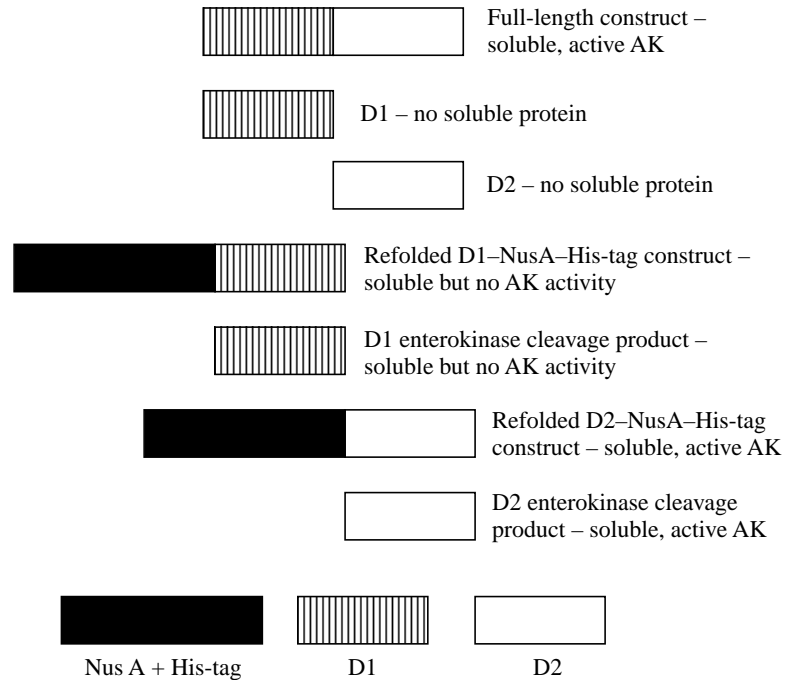 Full-length construct –
soluble, active AK
D1 – no soluble protein
D2 – no soluble protein
Refolded D1–NusA–His-tag construct –
soluble but no AK activity
D1 enterokinase cleavage product –
soluble but no AK activity
Refolded D2–NusA–His-tag
construct – soluble, active AK
D2 enterokinase cleavage
product – soluble, active AK
Nus A + His-tag
D1
D2